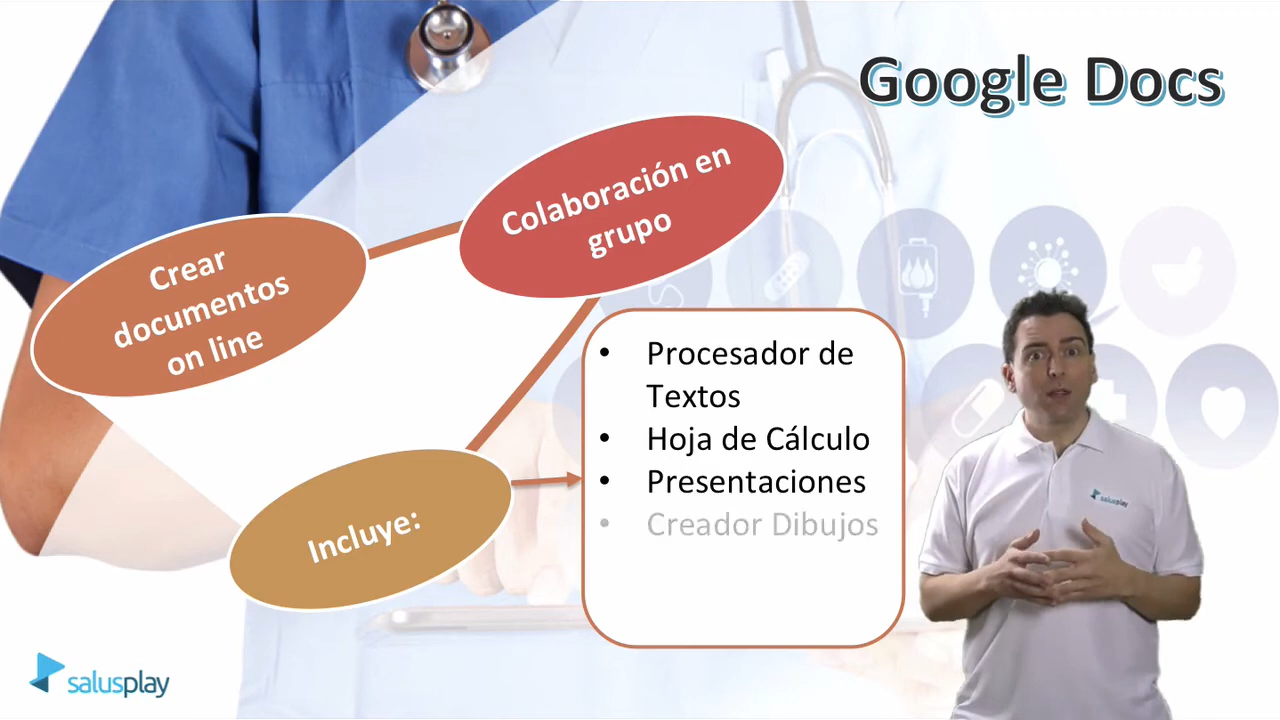 Google Docs
Colaboración en
grupo
Crear
documentos
on line
Incluye:
• Procesador de
Textos
• Hoja de Cálculo
• Presentaciones
• Creador Dibujos
salusplay
salusplay